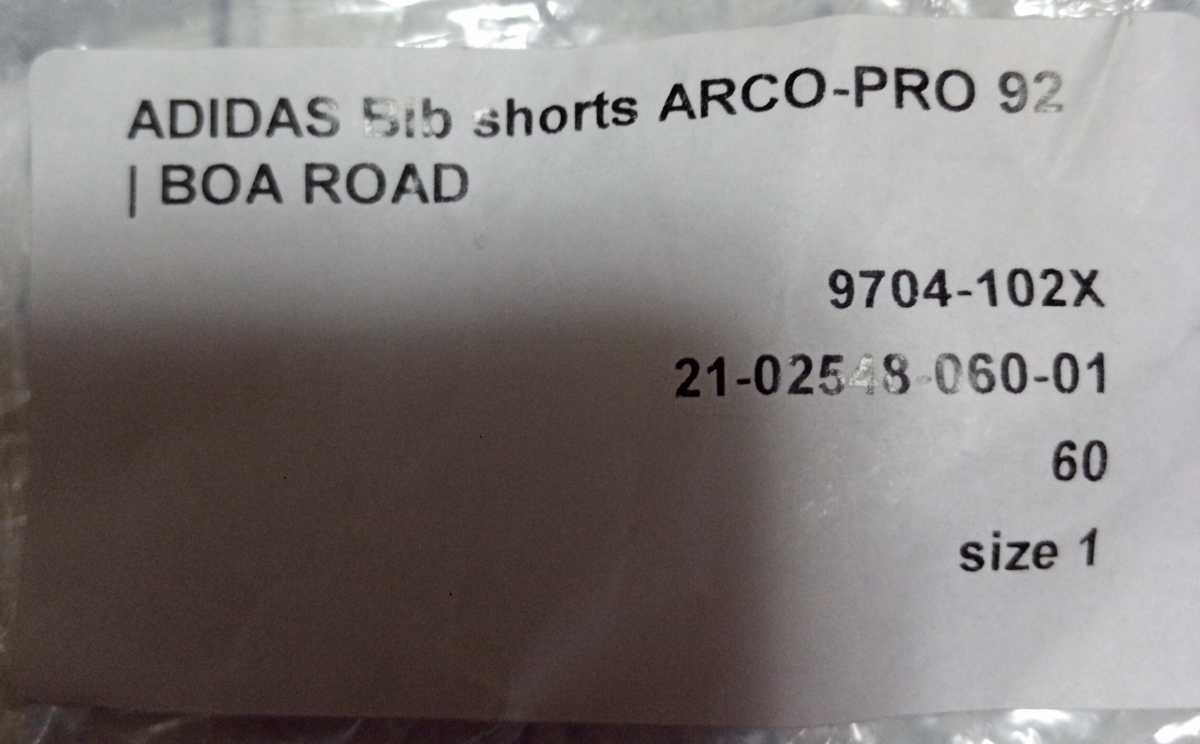 ADIDAS Bib shorts ARCO-PRO 92
| BOA ROAD
9704-102X
21-02548-060-01
60
size 1